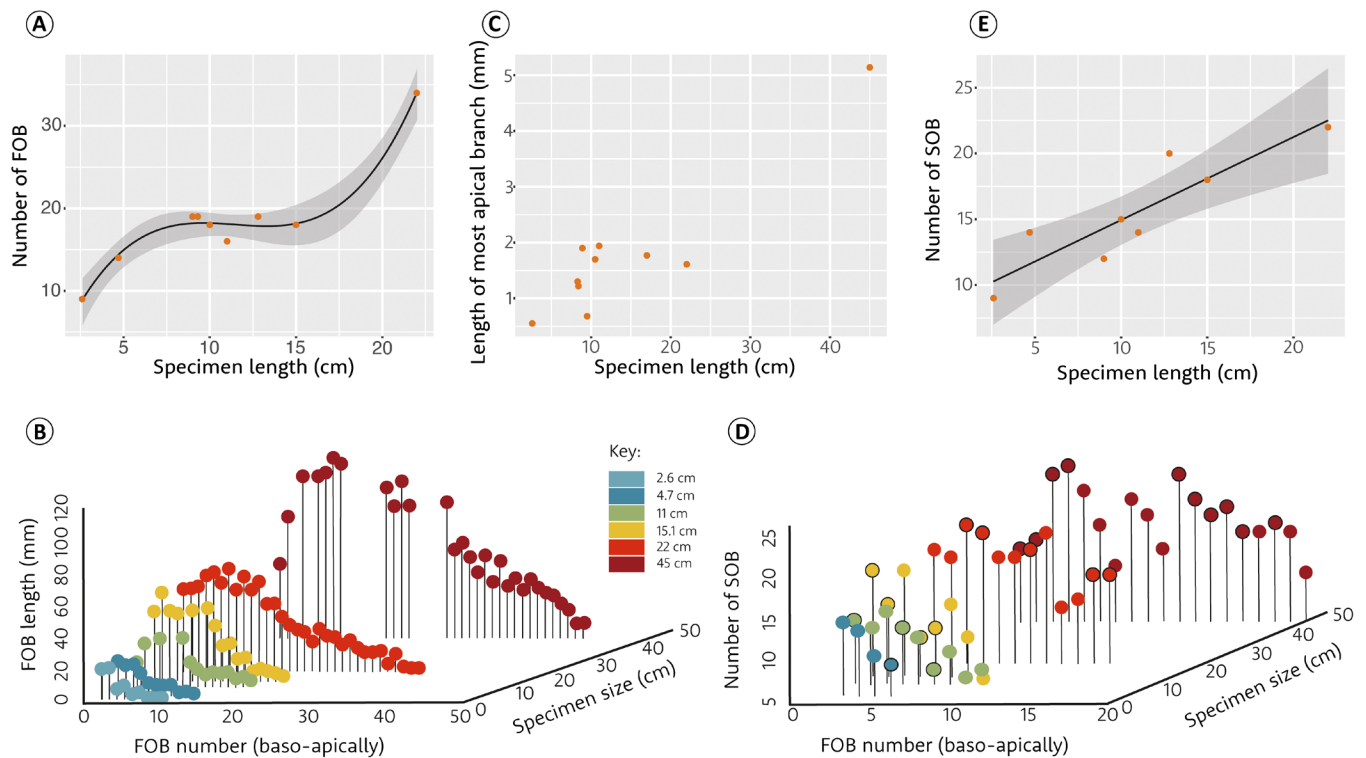 A
Number of FOB
30
20
10
5 10 15 20
Specimen length (cm)
C
Length of most apical branch (mm)
5
4
3
2
1
10 20 30 40
Specimen length (cm)
E
Number of SOB
25
20
15
10
5 10 15 20
Specimen length (cm)
B
FOB length (mm)
0 20 40 60 80 100 120
0 10 20 30 40 50
FOB number (baso-apically)
0 10 20 30 40 50
Specimen size (cm)
Key:
2.6 cm
4.7 cm
11 cm
15.1 cm
22 cm
45 cm
D
Number of SOB
5 10 15 20 25
0 5 10 15 20
FOB number (baso-apically)
0 10 20 30 40 50
Specimen size (cm)